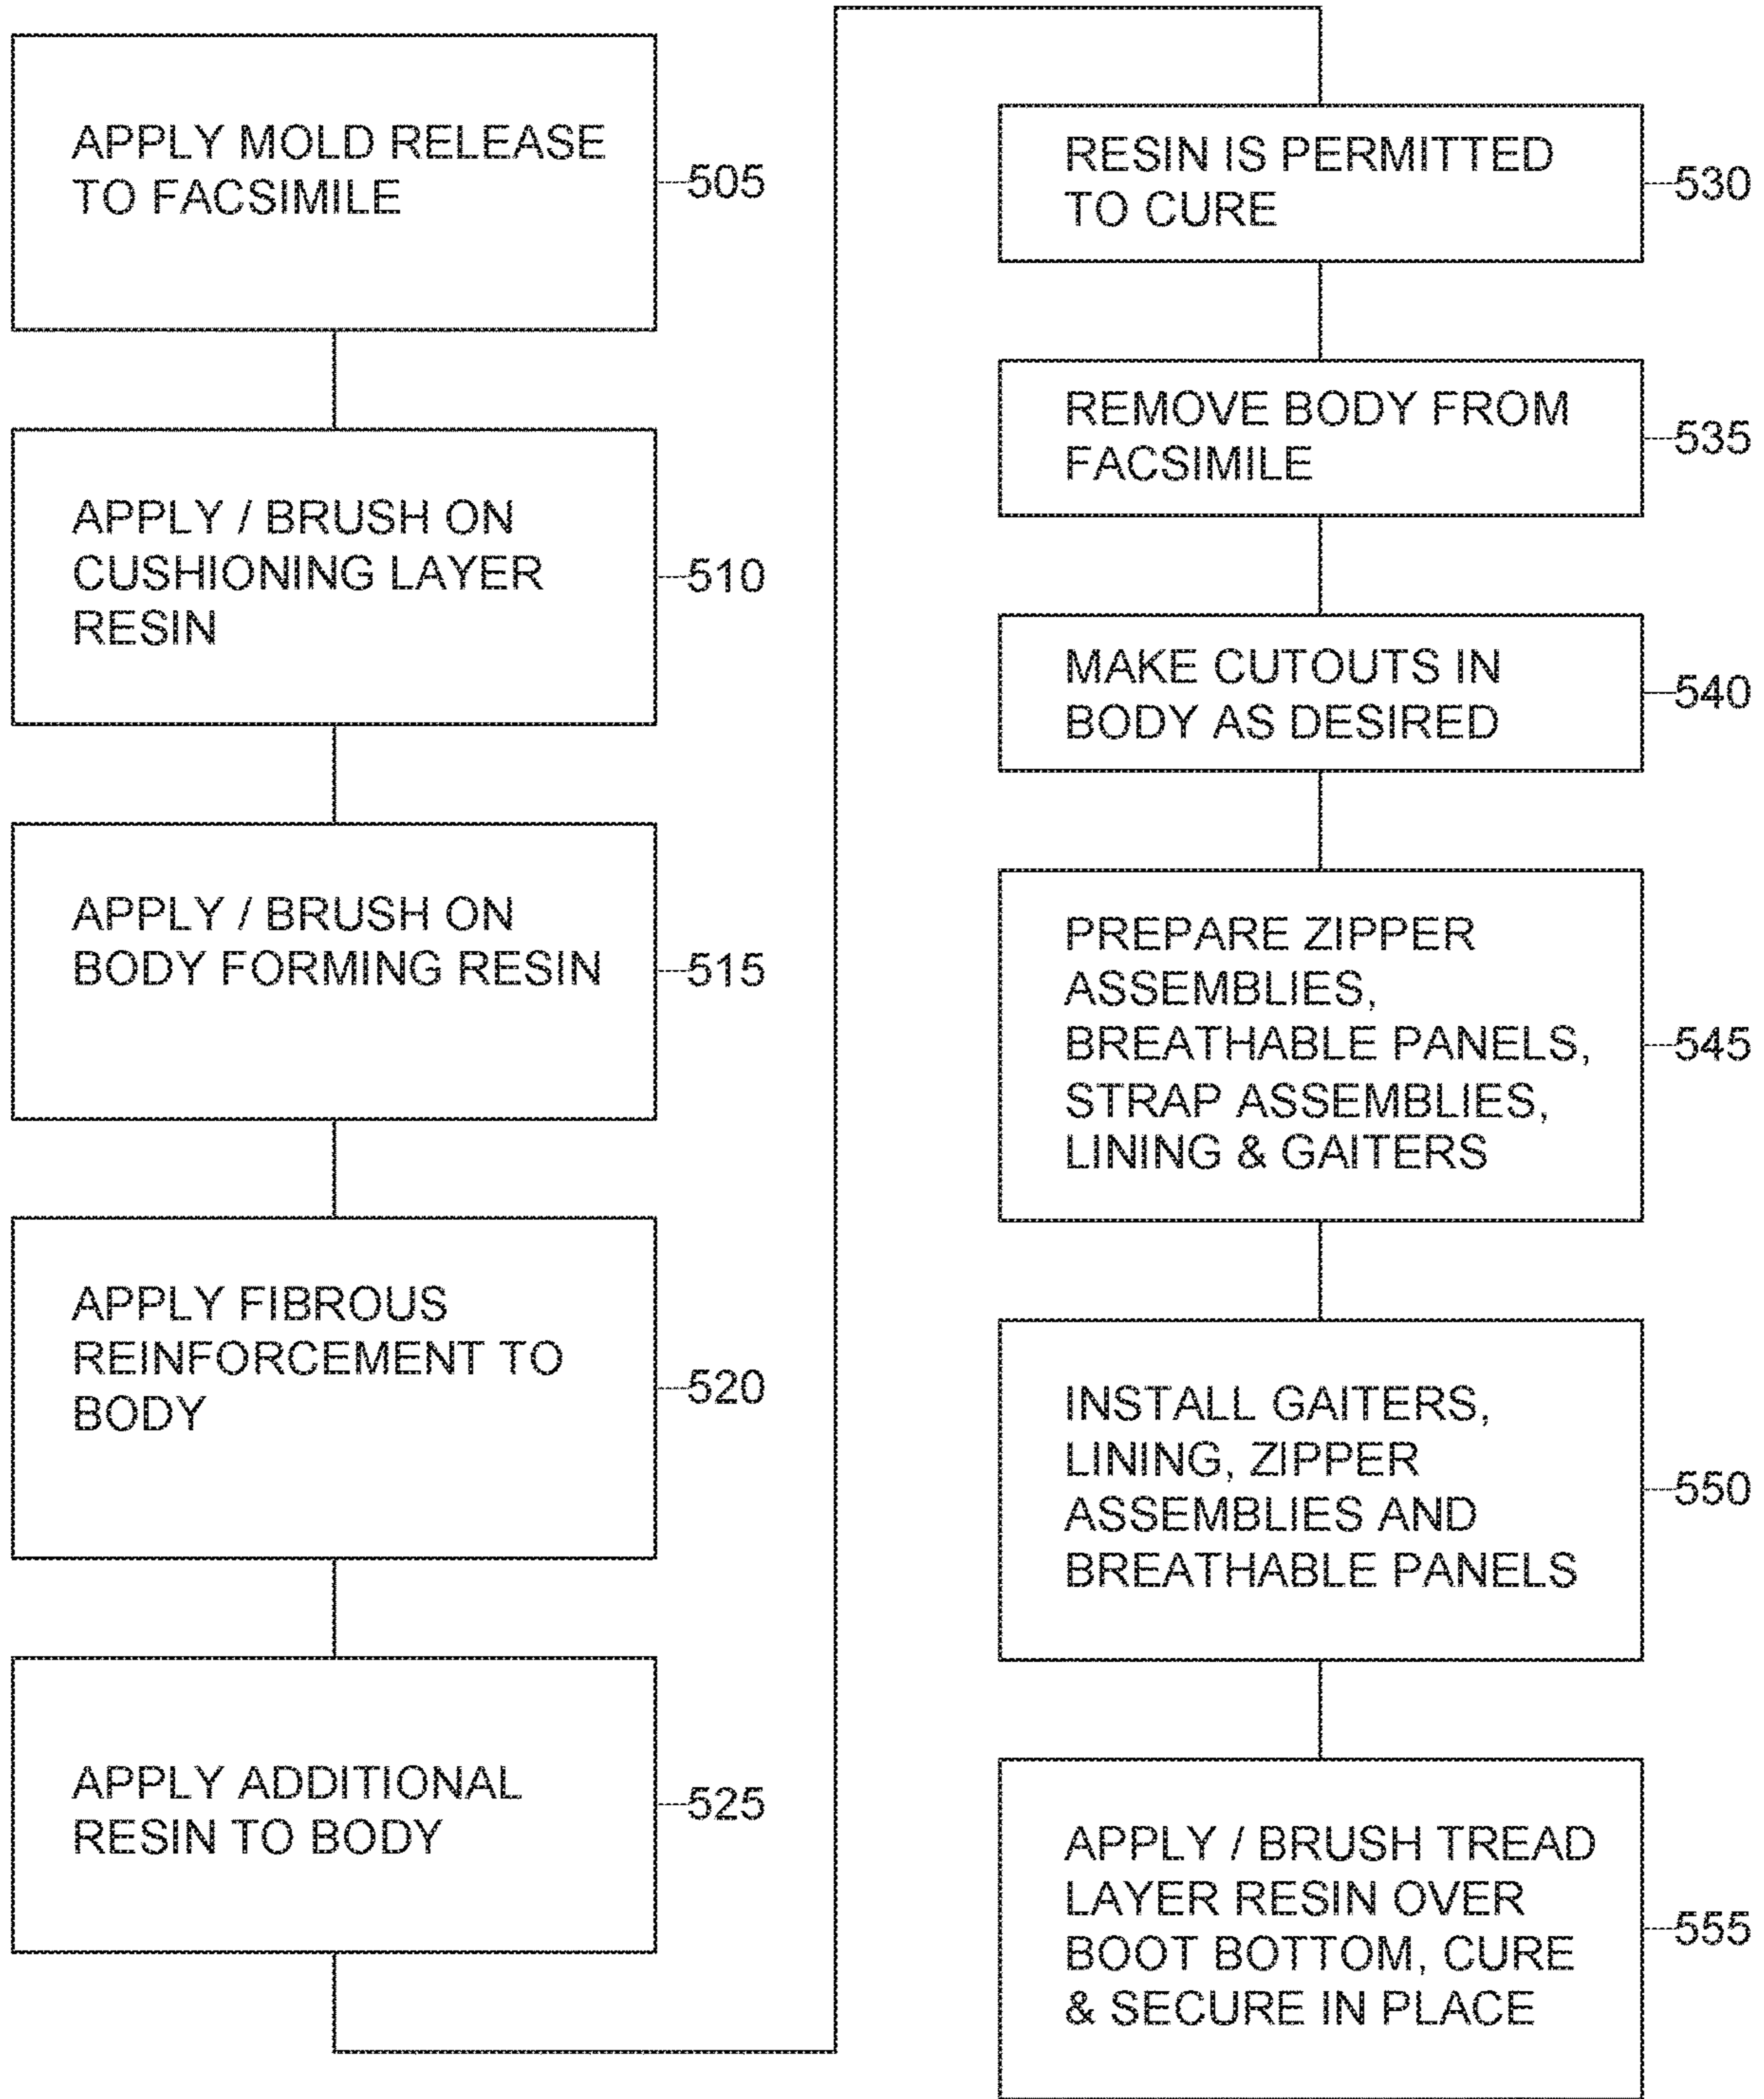 APPLY MOLD RELEASE
TO FACSIMILE
505
APPLY / BRUSH ON
CUSHIONING LAYER
RESIN
510
APPLY / BRUSH ON
BODY FORMING RESIN
515
APPLY FIBROUS
REINFORCEMENT TO
BODY
520
APPLY ADDITIONAL
RESIN TO BODY
525
RESIN IS PERMITTED
TO CURE
530
REMOVE BODY FROM
FACSIMILE
535
MAKE CUTOUTS IN
BODY AS DESIRED
540
PREPARE ZIPPER
ASSEMBLIES,
BREATHABLE PANELS,
STRAP ASSEMBLIES,
LINING & GAITERS
545
INSTALL GAITERS,
LINING, ZIPPER
ASSEMBLIES AND
BREATHABLE PANELS
550
APPLY / BRUSH TREAD
LAYER RESIN OVER
BOOT BOTTOM, CURE
& SECURE IN PLACE
555